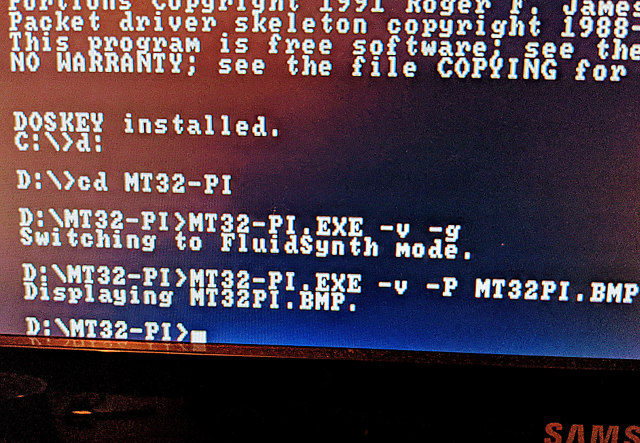 Portions Copyright 1991 Roger F. James
Packet driver skeleton copyright 1988-
This program is free software; see the
NO WARRANTY; see the file COPYING for
DOSKEY installed.
C:\>d:
D:\>cd MT32-PI
D:\MT32-PI>MT32-PI.EXE -v -g
Switching to FluidSynth mode.
D:\MT32-PI>MT32-PI.EXE -v -P MT32PI.BMP
Displaying MT32PI.BMP.
D:\MT32-PI>
SAMS